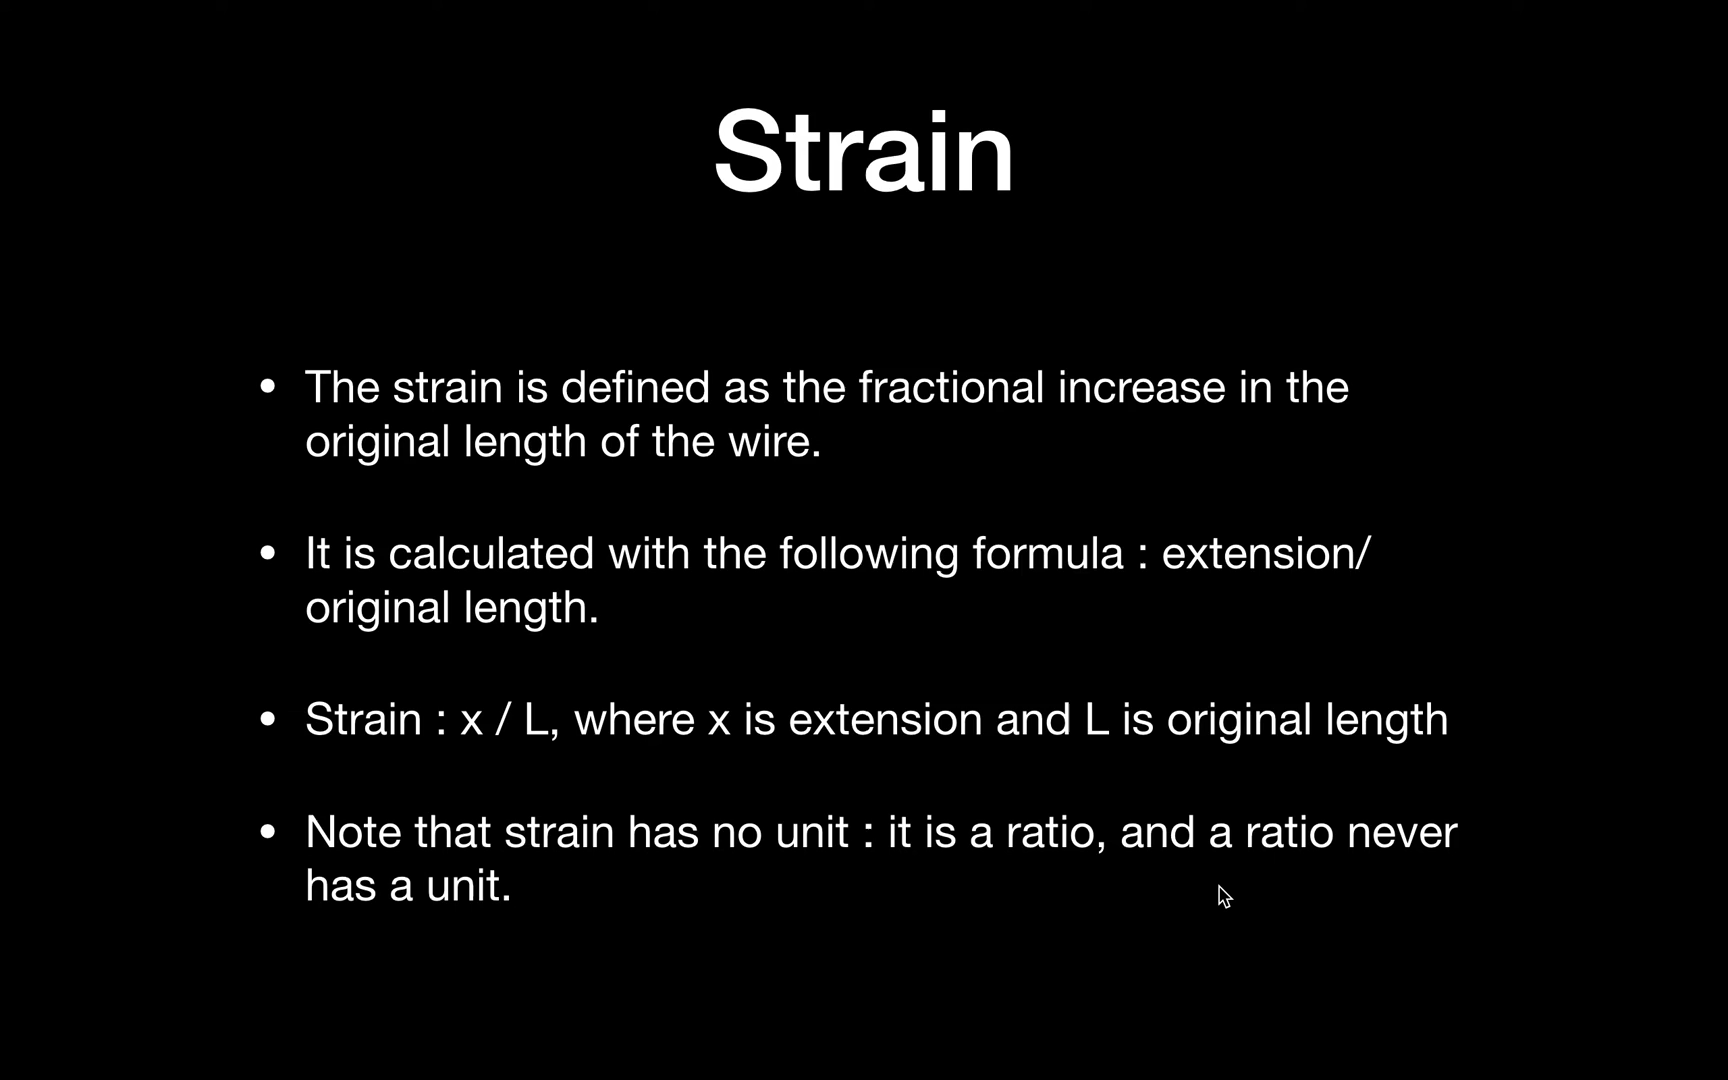 Strain
• The strain is defined as the fractional increase in the
original length of the wire.
• It is calculated with the following formula : extension/
original length.
• Strain : x / L, where x is extension and L is original length
• Note that strain has no unit : it is a ratio, and a ratio never
has a unit.